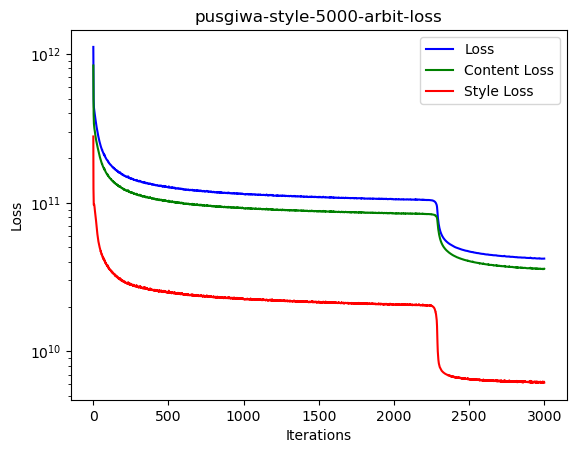 pusgiwa-style-5000-arbit-loss
Loss
Content Loss
Style Loss
10¹²
10¹¹
10¹⁰
Loss
0 500 1000 1500 2000 2500 3000
Iterations